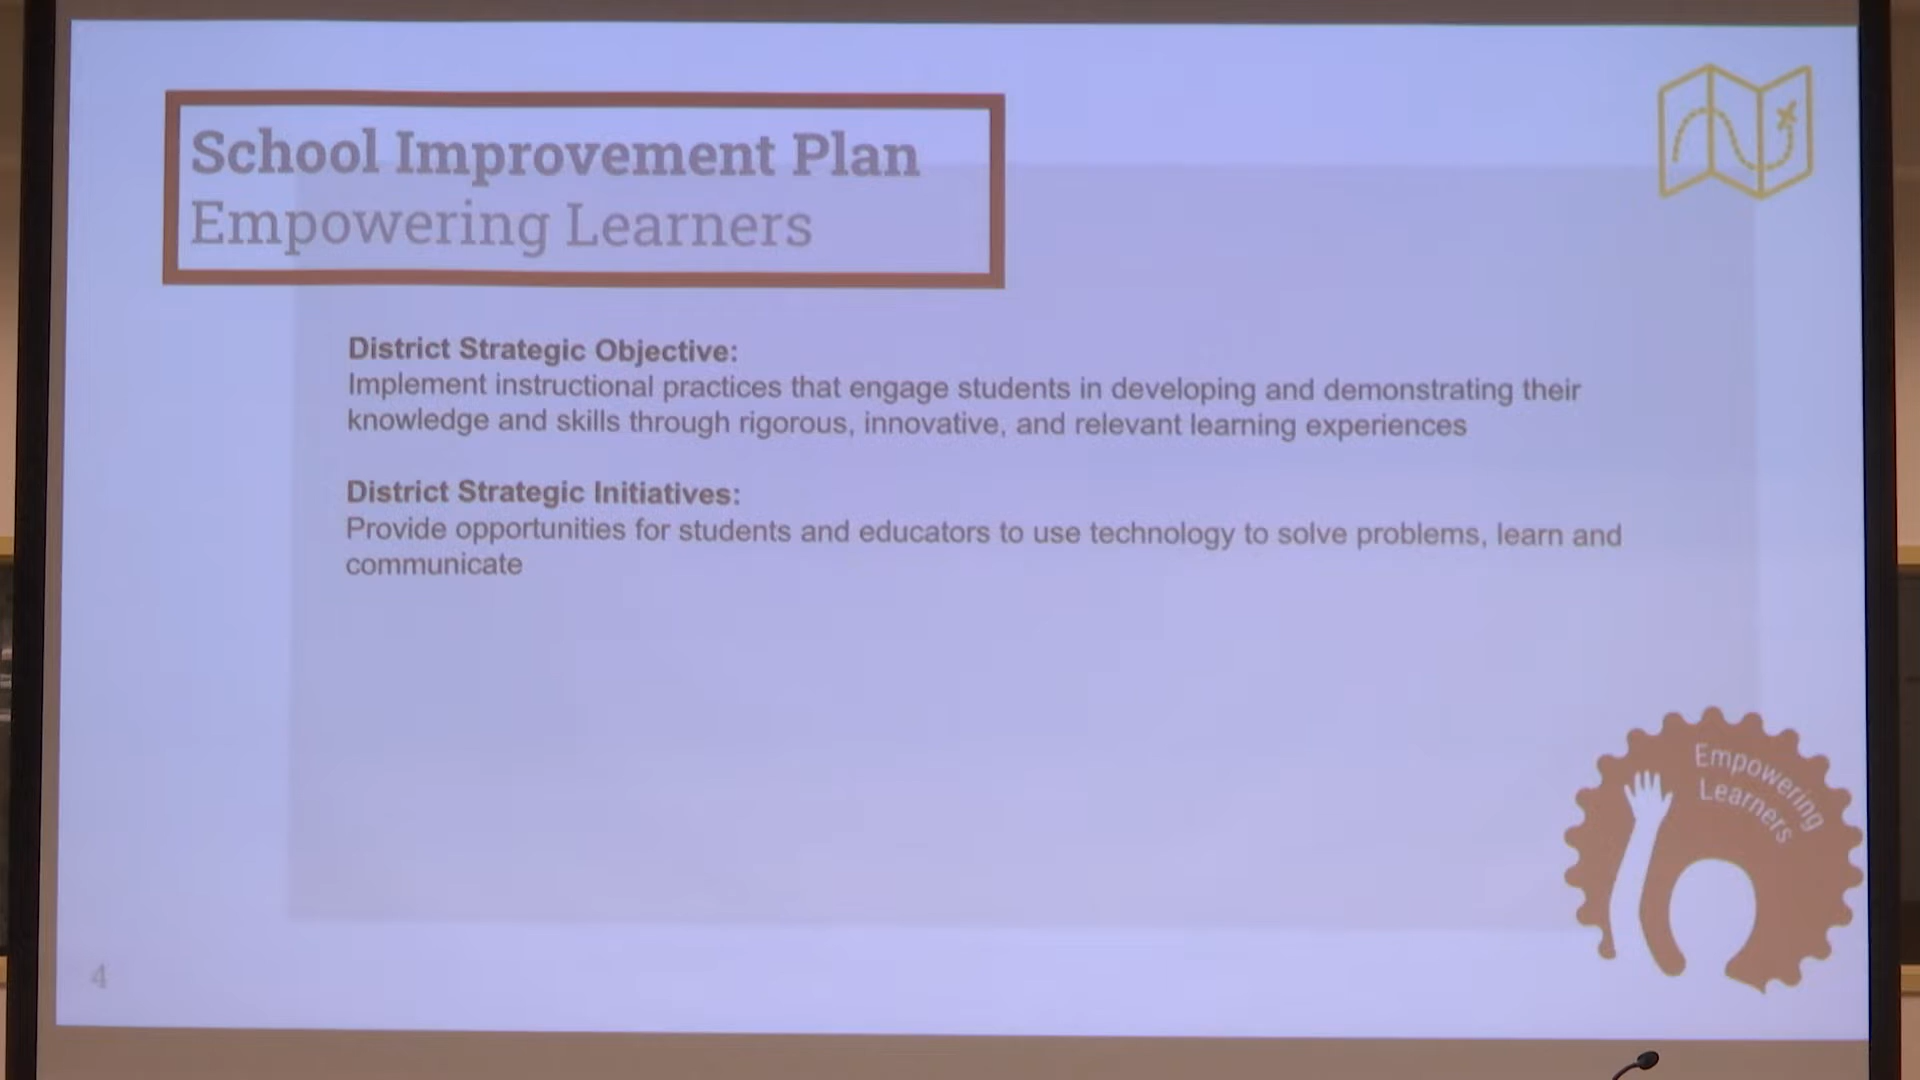 School Improvement Plan
Empowering Learners
District Strategic Objective:
Implement instructional practices that engage students in developing and demonstrating their
knowledge and skills through rigorous, innovative, and relevant learning experiences
District Strategic Initiatives:
Provide opportunities for students and educators to use technology to solve problems, learn and
communicate
Empowering
Learners
4